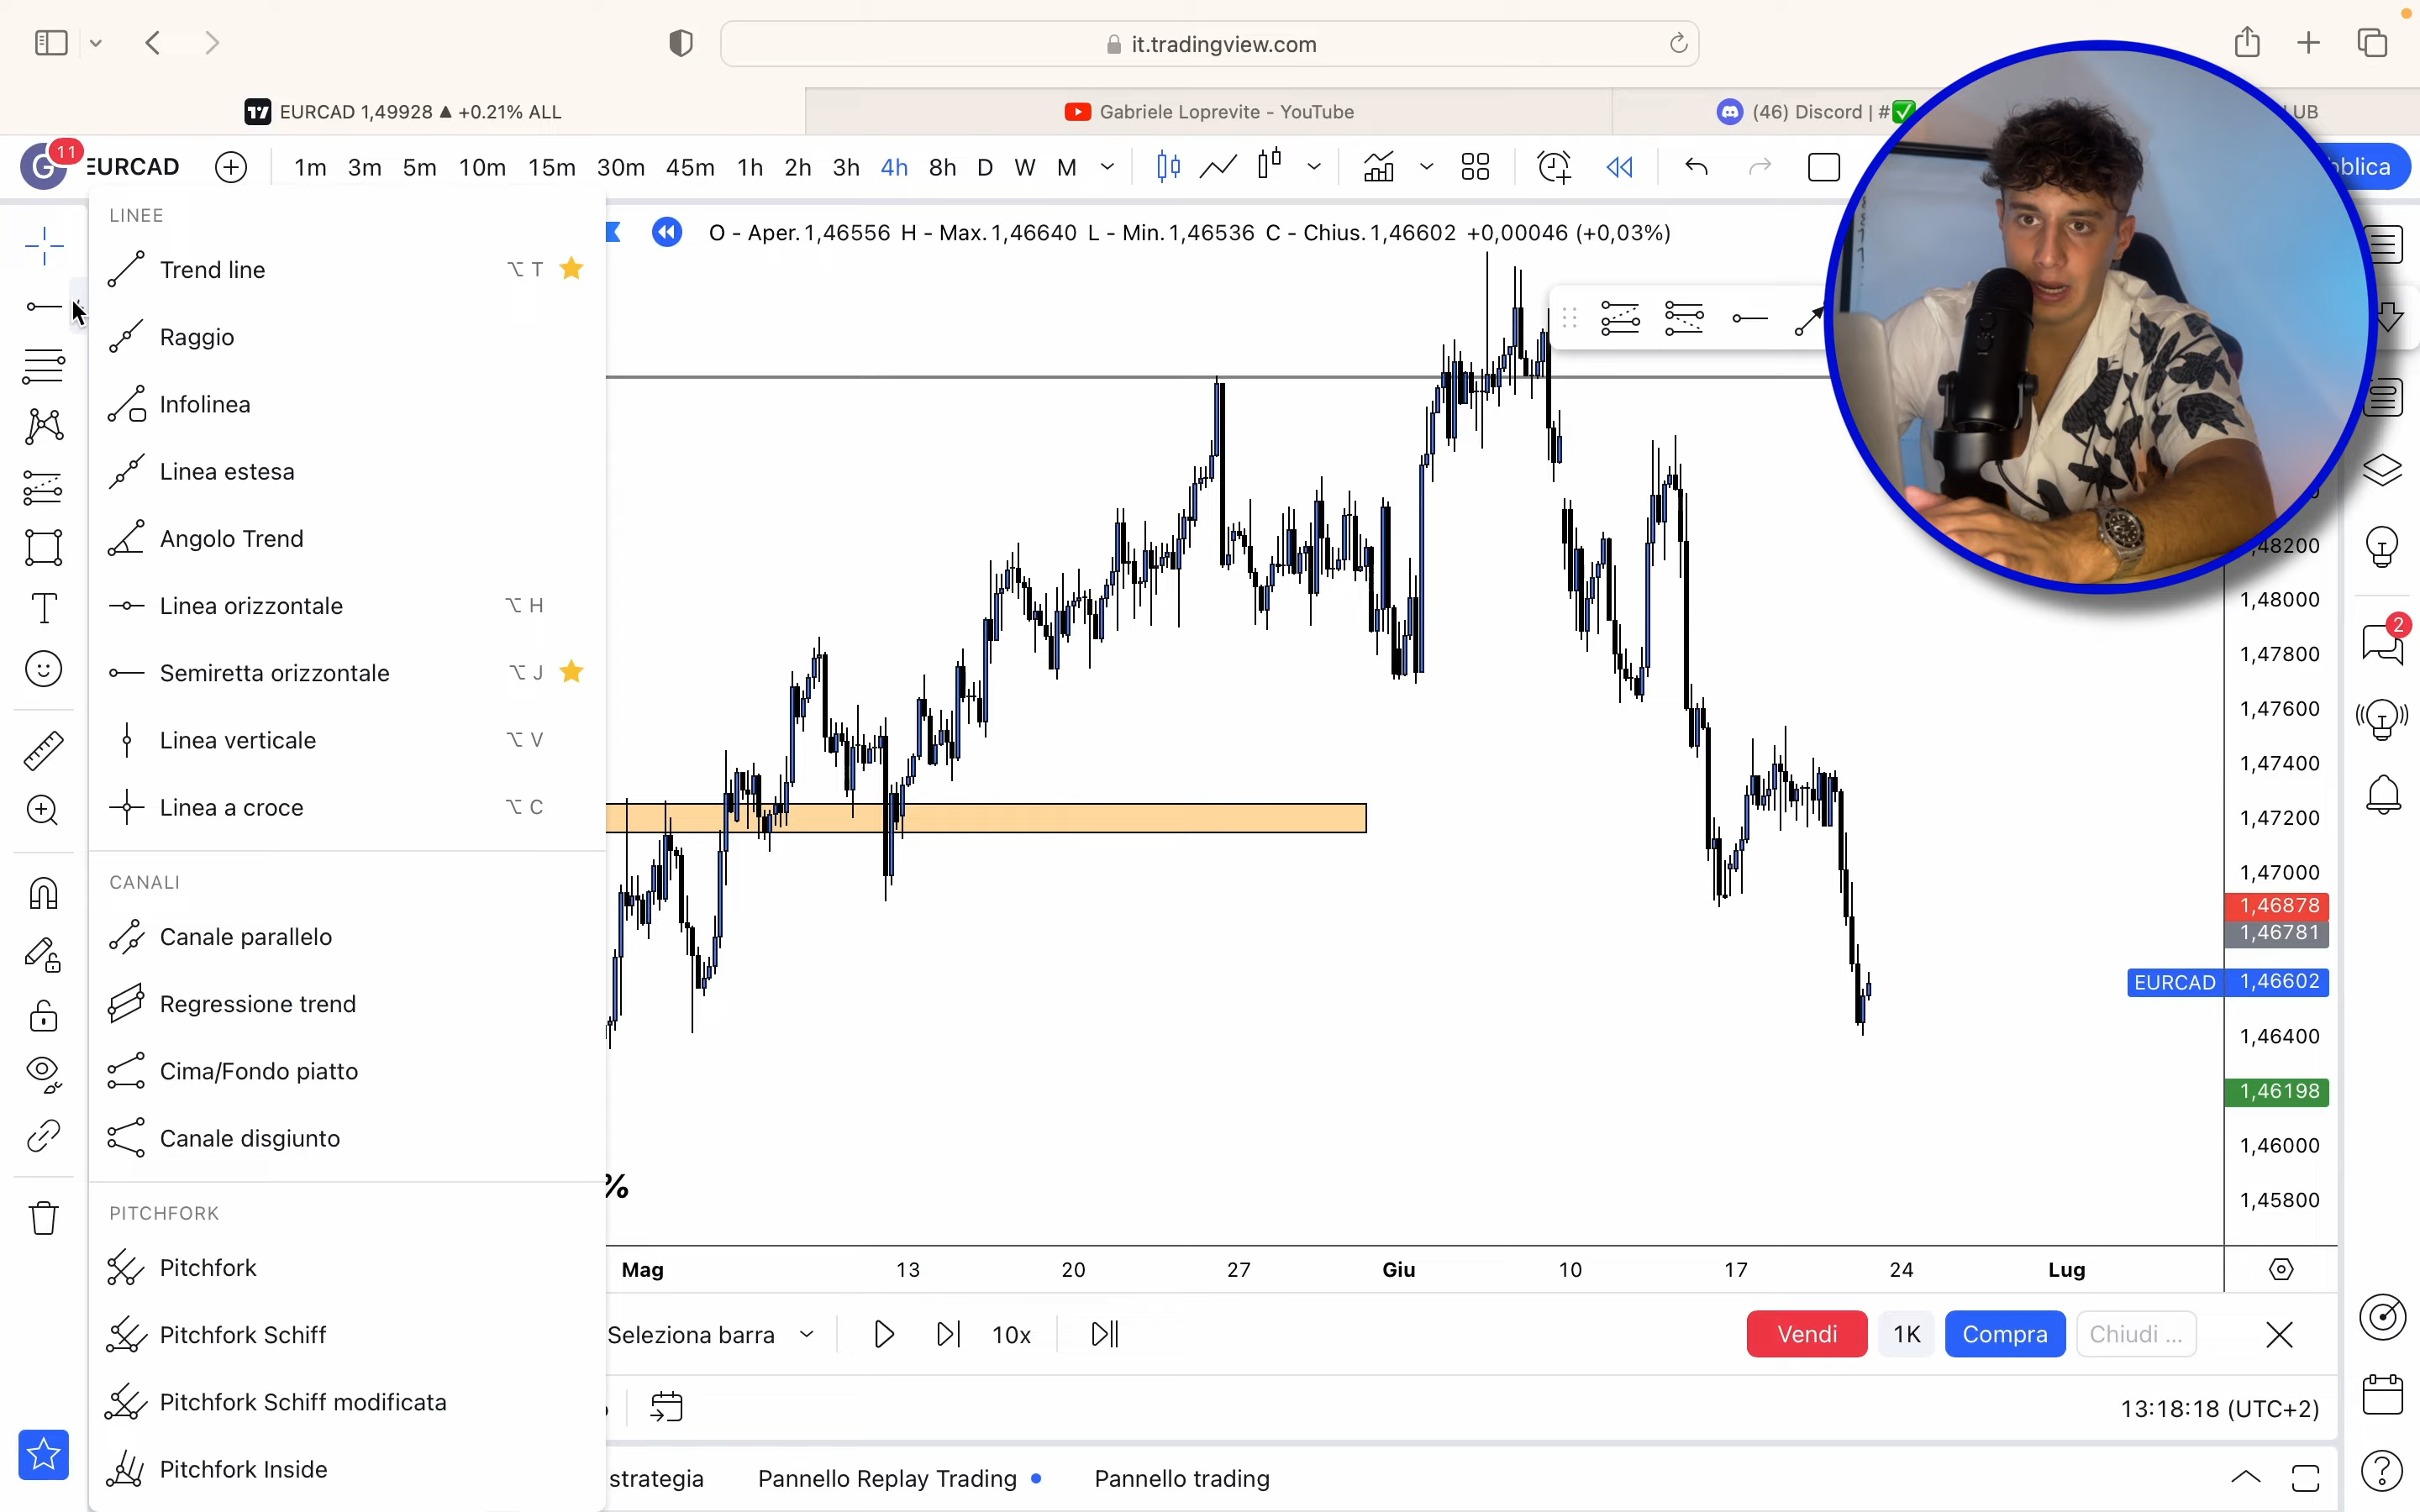 it.tradingview.com
EURCAD 1,49928 ▲ +0.21% ALL
Gabriele Loprevite - YouTube
(46) Discord | #✅
LUB
G
11
EURCAD
1m 3m 5m 10m 15m 30m 45m 1h 2h 3h 4h 8h D W M
bblica
O - Aper. 1,46556 H - Max. 1,46640 L - Min. 1,46536 C - Chius. 1,46602 +0,00046 (+0,03%)
LINEE
Trend line ⌥ T
Raggio
Infolinea
Linea estesa
Angolo Trend
Linea orizzontale ⌥ H
Semiretta orizzontale ⌥ J
Linea verticale ⌥ V
Linea a croce ⌥ C
CANALI
Canale parallelo
Regressione trend
Cima/Fondo piatto
Canale disgiunto
PITCHFORK
Pitchfork
Pitchfork Schiff
Pitchfork Schiff modificata
Pitchfork Inside
1,48200
1,48000
1,47800
1,47600
1,47400
1,47200
1,47000
1,46878
1,46781
EURCAD 1,46602
1,46400
1,46198
1,46000
1,45800
2
%
Mag 13 20 27 Giu 10 17 24 Lug
Seleziona barra
10x
Vendi 1K Compra Chiudi ...
13:18:18 (UTC+2)
strategia
Pannello Replay Trading
Pannello trading